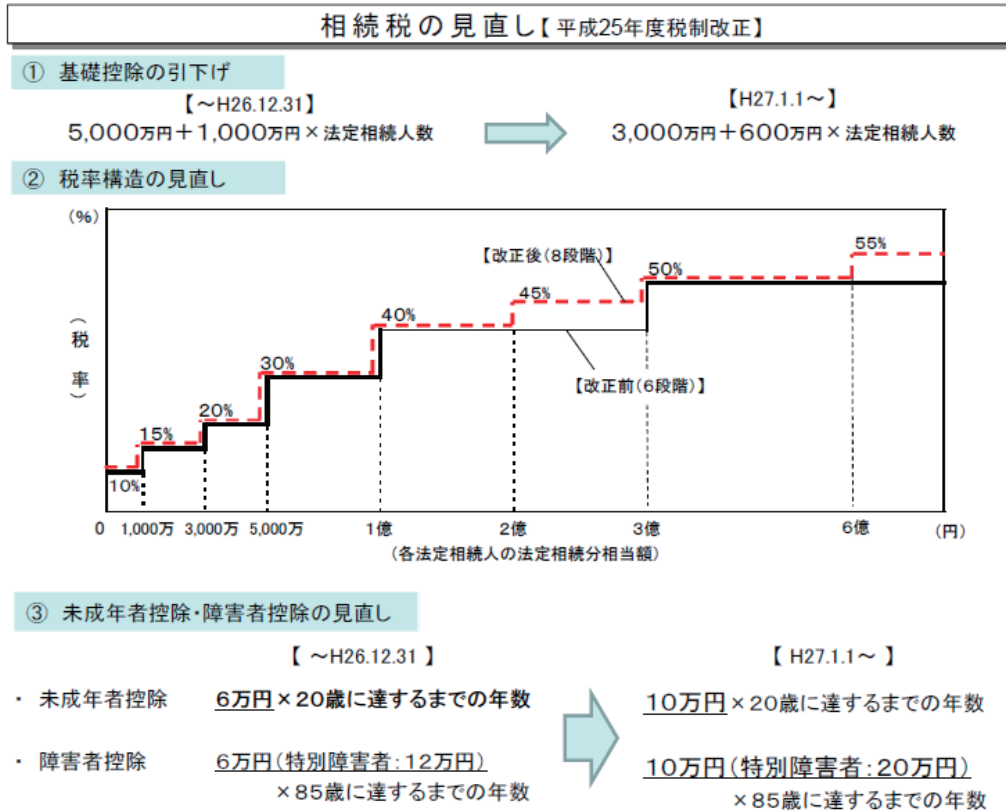 相続税の見直し【平成25年度税制改正】
① 基礎控除の引下げ
【～H26.12.31】
【H27.1.1～】
5,000万円＋1,000万円×法定相続人数
3,000万円＋600万円×法定相続人数
② 税率構造の見直し
(％)
(税率)
10%
15%
20%
30%
40%
45%
50%
55%
【改正後(8段階)】
【改正前(6段階)】
0 1,000万 3,000万 5,000万 1億 2億 3億 6億 (円)
(各法定相続人の法定相続分相当額)
③ 未成年者控除・障害者控除の見直し
【 ～H26.12.31 】
【 H27.1.1～ 】
・ 未成年者控除 6万円×20歳に達するまでの年数
10万円×20歳に達するまでの年数
・ 障害者控除 6万円(特別障害者：12万円)
×85歳に達するまでの年数
10万円(特別障害者：20万円)
×85歳に達するまでの年数